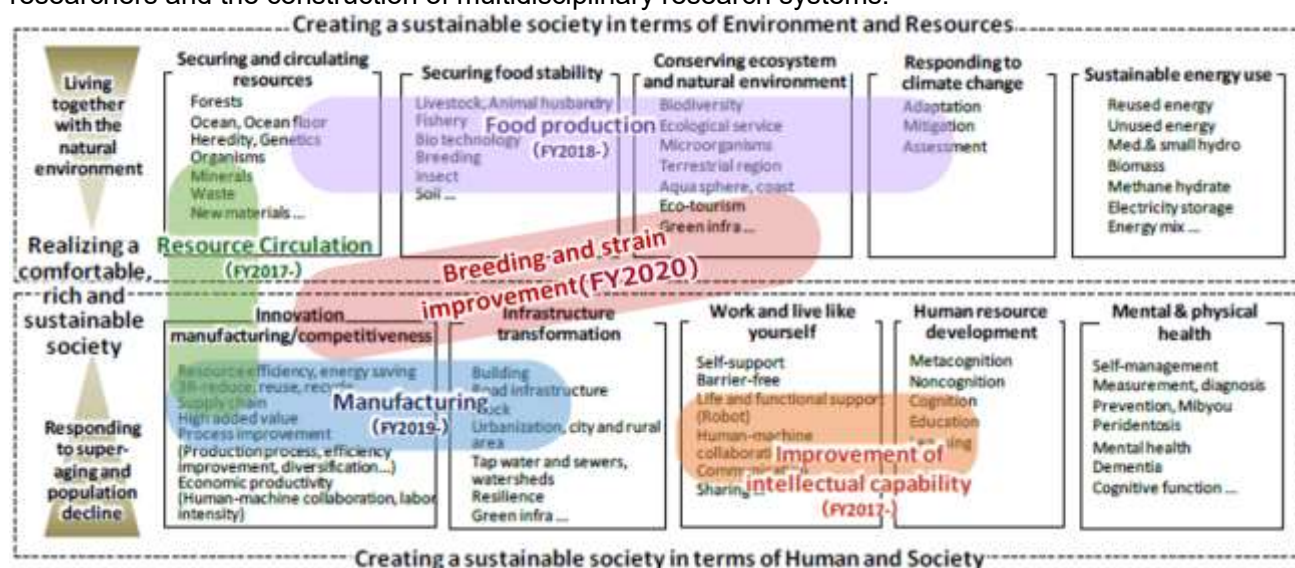 researchers and the construction of multidisciplinary research systems.
Creating a sustainable society in terms of Environment and Resources
Living
together
with the
natural
environment
Realizing a
comfortable,
rich and
sustainable
society
Responding
to super-
aging and
population
decline
Securing and circulating
resources
Forests
Ocean, Ocean floor
Heredity, Genetics
Organisms
Minerals
Waste
New materials ...
Securing food stability
Livestock, Animal husbandry
Fishery
Bio technology
Breeding
Insect
Soil ...
Conserving ecosystem
and natural environment
Biodiversity
Ecological service
Microorganisms
Terrestrial region
Aqua sphere, coast
Eco-tourism
Green infra ...
Responding to
climate change
Adaptation
Mitigation
Assessment
Sustainable energy use
Reused energy
Unused energy
Med.& small hydro
Biomass
Methane hydrate
Electricity storage
Energy mix ...
Food production
(FY2018-)
Resource Circulation
(FY2017-)
Breeding and strain
improvement(FY2020)
Innovation
manufacturing/competitiveness
Resource efficiency, energy saving
3R-reduce, reuse, recycle
Supply chain
High added value
Process improvement
(Production process, efficiency
improvement, diversification...)
Economic productivity
(Human-machine collaboration, labor
intensity)
Manufacturing
(FY2019-)
Infrastructure
transformation
Building
Road infrastructure
Urbanization, city and rural
area
Tap water and sewers,
watersheds
Resilience
Green infra ...
Work and live like
yourself
Self-support
Barrier-free
Life and functional support
(Robot)
Human-machine
Sharing ...
Human resource
development
Metacognition
Noncognition
Cognition
Education
Improvement of
intellectual capability
(FY2017-)
Mental & physical
health
Self-management
Measurement, diagnosis
Prevention, Mibyou
Peridentosis
Mental health
Dementia
Cognitive function ...
Creating a sustainable society in terms of Human and Society